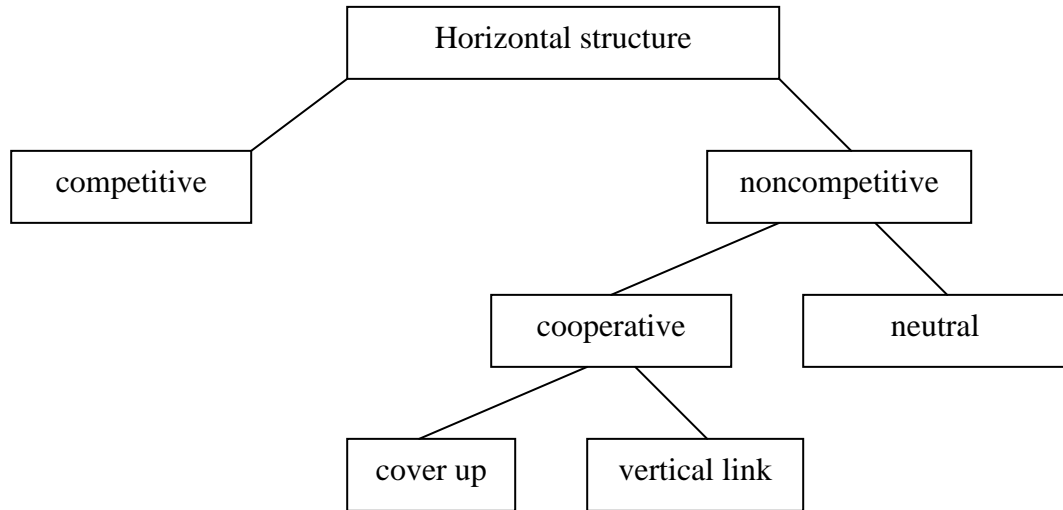 Horizontal structure
competitive
noncompetitive
cooperative
neutral
cover up
vertical link